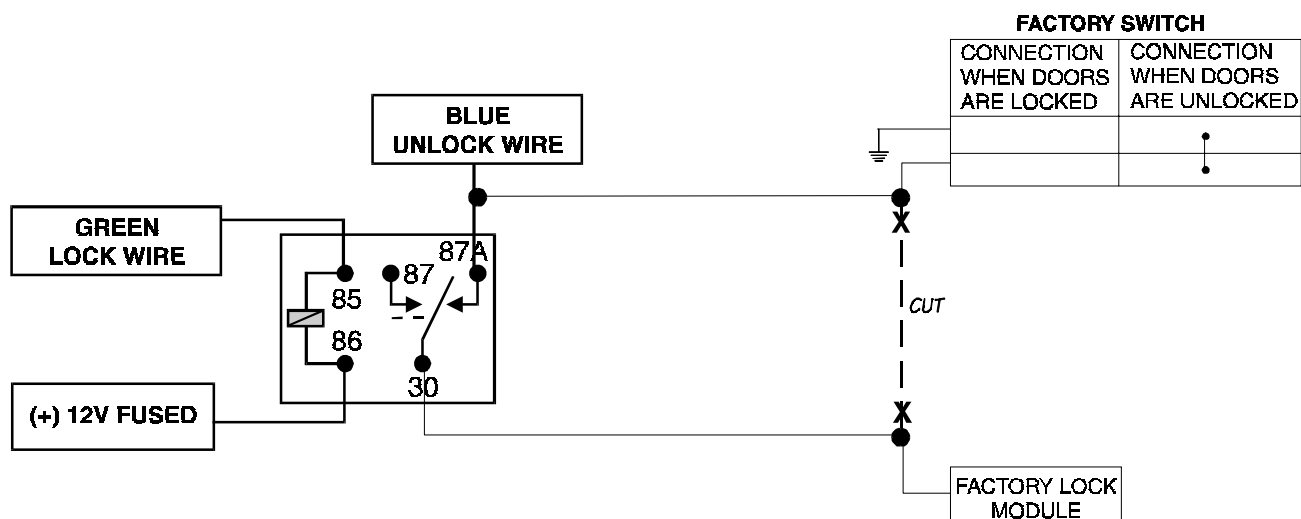 FACTORY SWITCH
CONNECTION
WHEN DOORS
ARE LOCKED
CONNECTION
WHEN DOORS
ARE UNLOCKED
BLUE
UNLOCK WIRE
GREEN
LOCK WIRE
87A
87
85
86
30
X
CUT
X
(+) 12V FUSED
FACTORY LOCK
MODULE